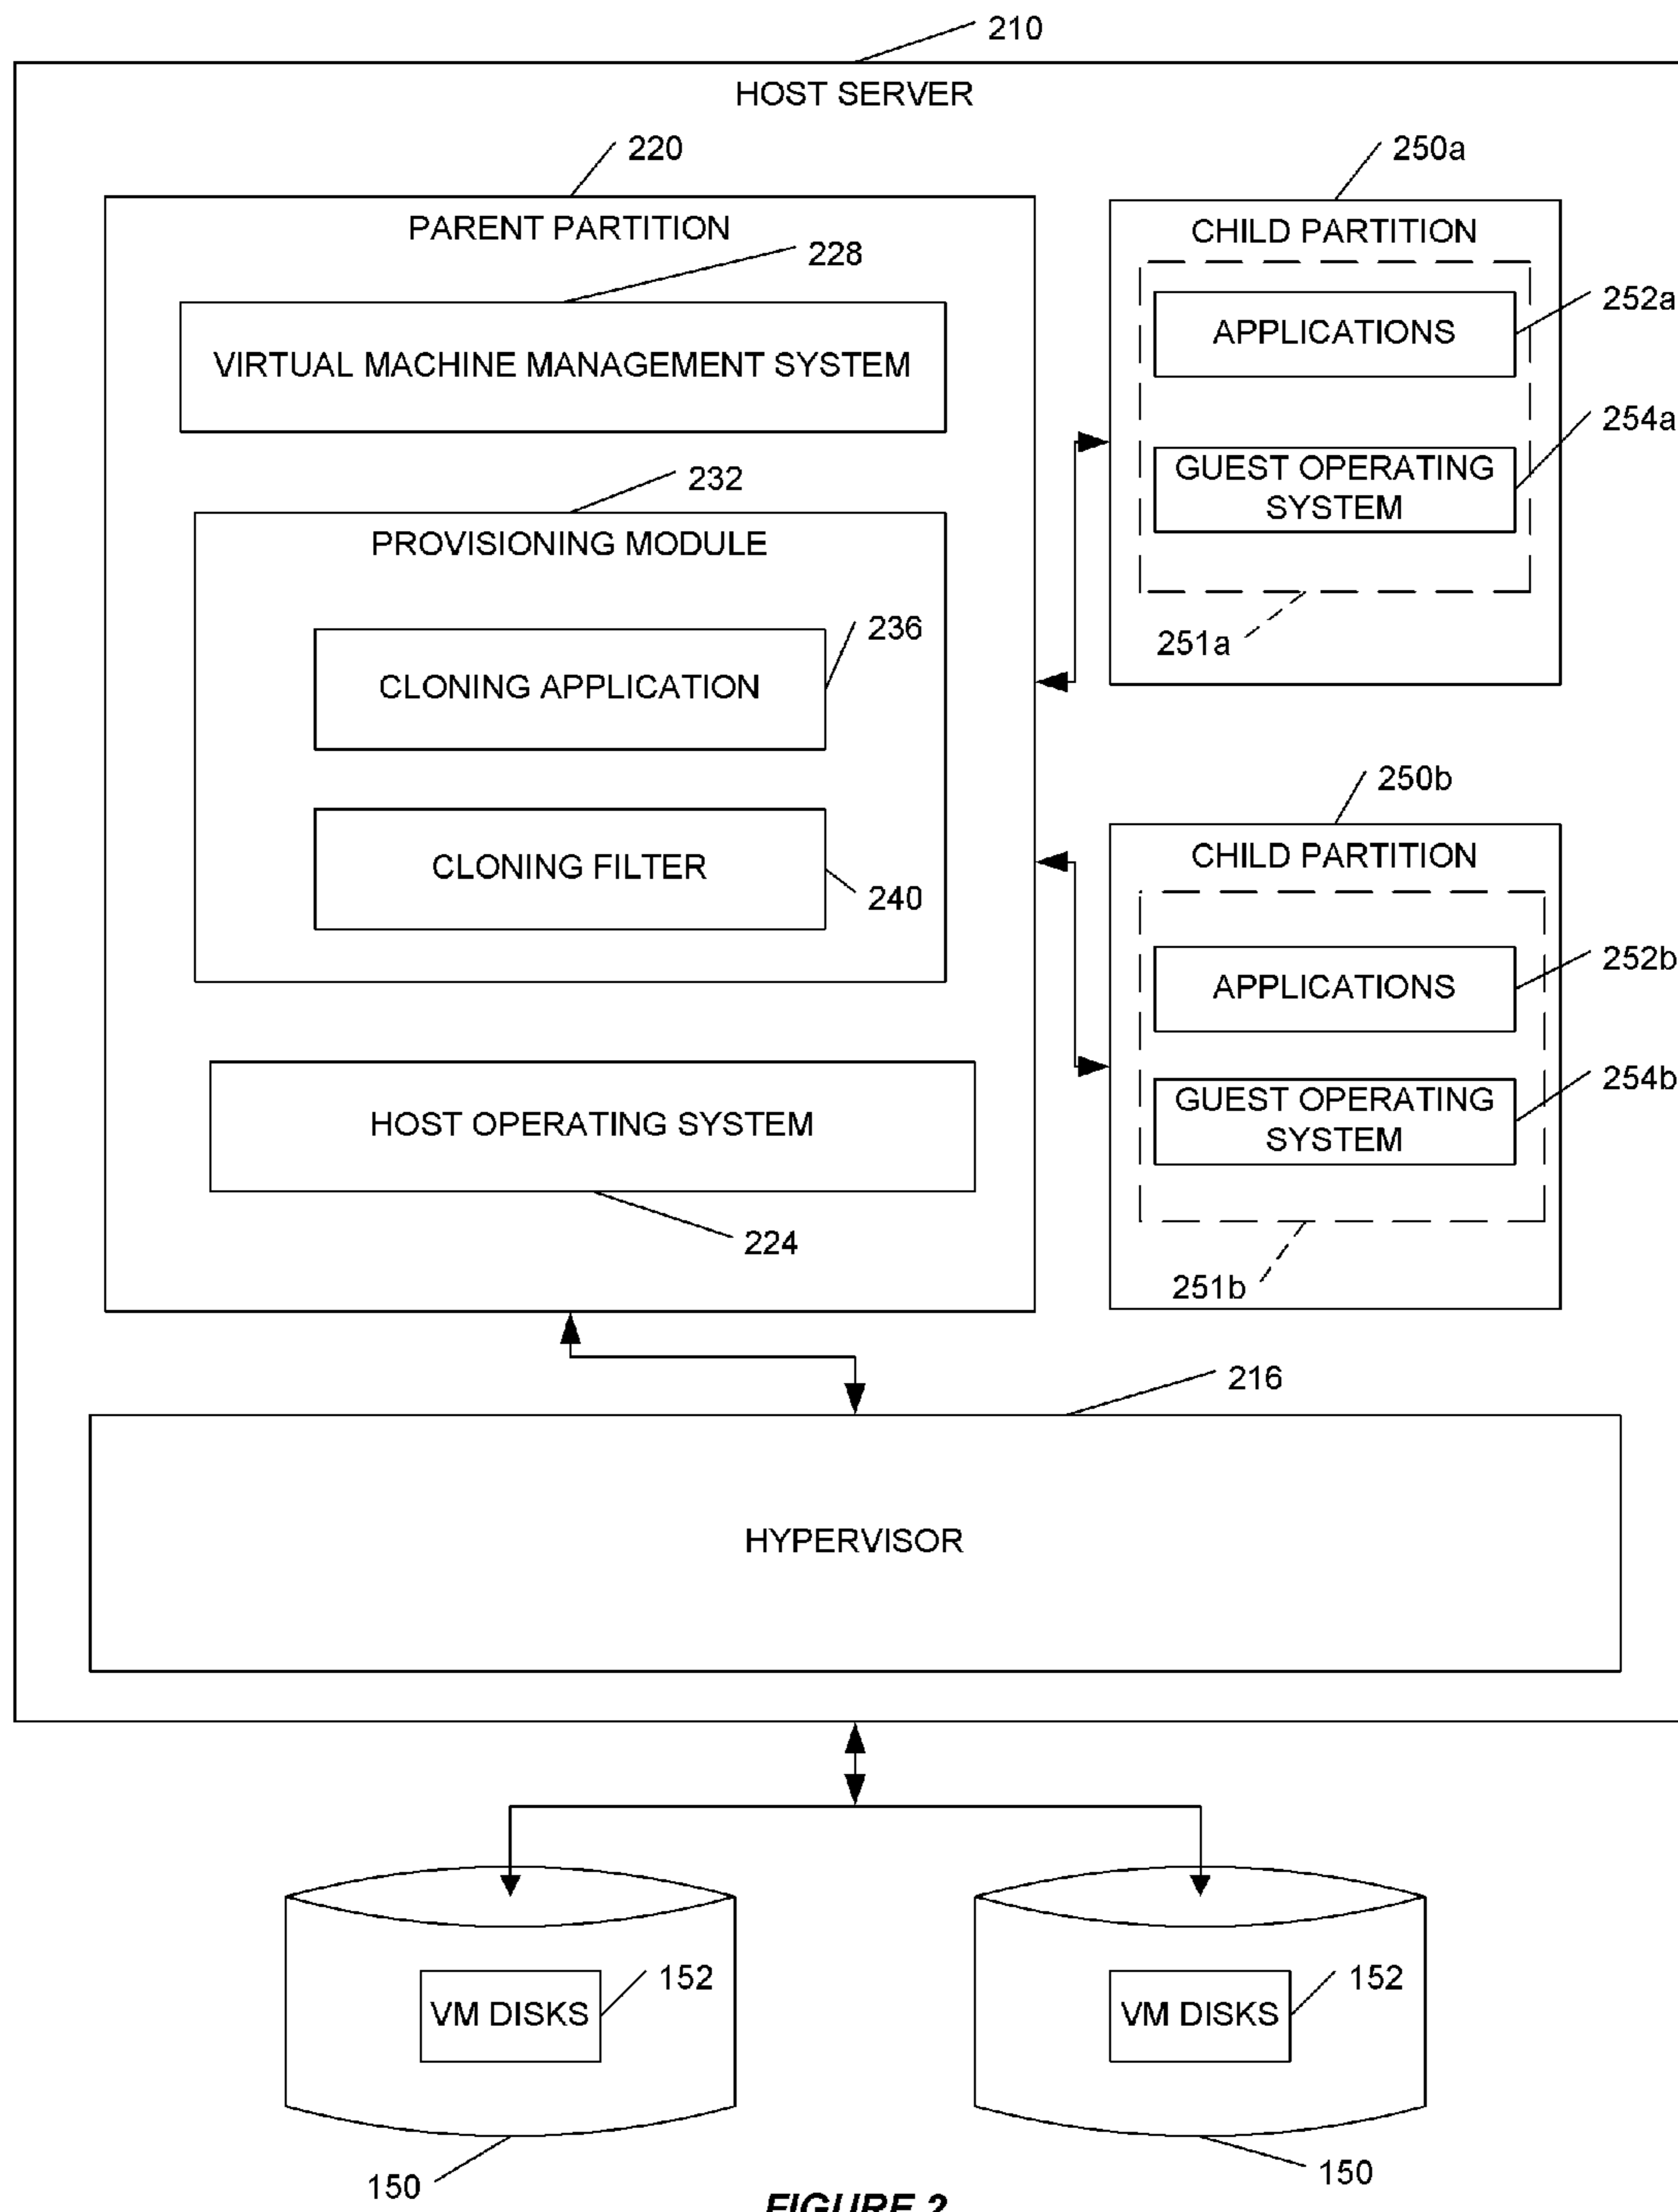 210
HOST SERVER
220
250a
PARENT PARTITION
CHILD PARTITION
228
252a
VIRTUAL MACHINE MANAGEMENT SYSTEM
APPLICATIONS
254a
232
GUEST OPERATING
SYSTEM
PROVISIONING MODULE
236
251a
CLONING APPLICATION
250b
CHILD PARTITION
CLONING FILTER
240
252b
APPLICATIONS
254b
GUEST OPERATING
SYSTEM
HOST OPERATING SYSTEM
224
251b
216
HYPERVISOR
152
VM DISKS
152
VM DISKS
150
150
FIGURE 2